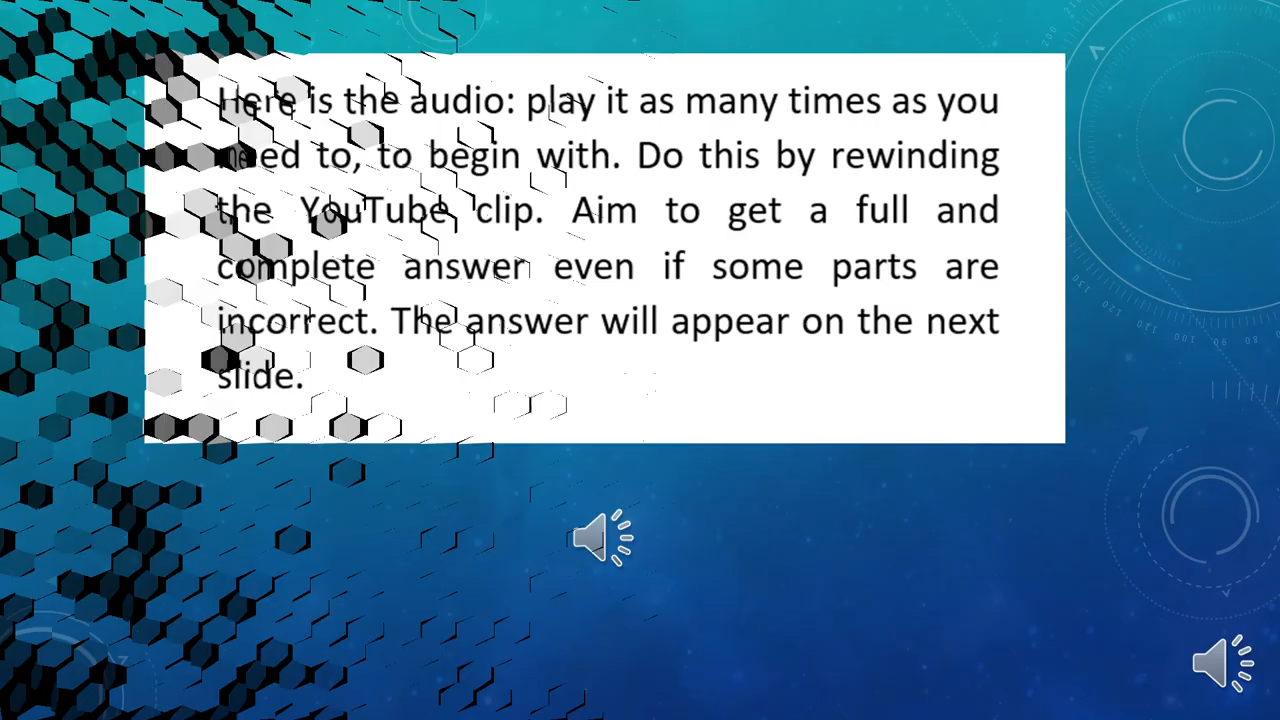 Here is the audio: play it as many times as you
need to, to begin with. Do this by rewinding
the YouTube clip. Aim to get a full and
complete answer even if some parts are
incorrect. The answer will appear on the next
slide.